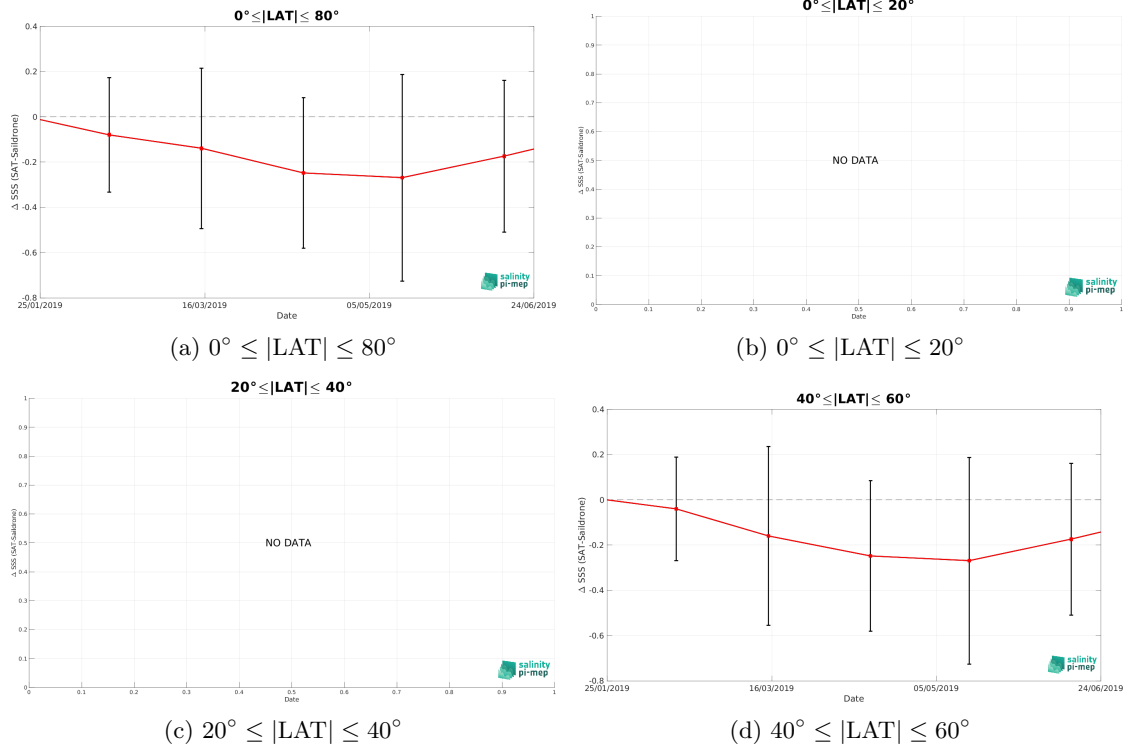 0°≤|LAT|≤ 80°
0.4
0.2
0
-0.2
-0.4
-0.6
-0.8
Δ SSS (SAT-Saildrone)
25/01/2019 16/03/2019 05/05/2019 24/06/2019
Date
salinity
pi-mep
(a) 0° ≤ |LAT| ≤ 80°
0°≤|LAT|≤ 20°
1
0.9
0.8
0.7
0.6
0.5
0.4
0.3
0.2
0.1
0
Δ SSS (SAT-Saildrone)
NO DATA
0 0.1 0.2 0.3 0.4 0.5 0.6 0.7 0.8 0.9 1
Date
salinity
pi-mep
(b) 0° ≤ |LAT| ≤ 20°
20°≤|LAT|≤ 40°
1
0.9
0.8
0.7
0.6
0.5
0.4
0.3
0.2
0.1
0
Δ SSS (SAT-Saildrone)
NO DATA
0 0.1 0.2 0.3 0.4 0.5 0.6 0.7 0.8 0.9 1
Date
salinity
pi-mep
(c) 20° ≤ |LAT| ≤ 40°
40°≤|LAT|≤ 60°
0.4
0.2
0
-0.2
-0.4
-0.6
-0.8
Δ SSS (SAT-Saildrone)
25/01/2019 16/03/2019 05/05/2019 24/06/2019
Date
salinity
pi-mep
(d) 40° ≤ |LAT| ≤ 60°